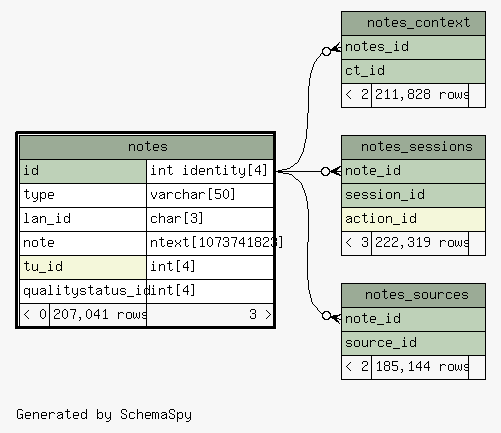 notes_context
notes_id
ct_id
< 2 211,828 rows
notes
id int identity[4]
type varchar[50]
lan_id char[3]
note ntext[1073741823]
tu_id int[4]
qualitystatus_id int[4]
< 0 207,041 rows 3 >
notes_sessions
note_id
session_id
action_id
< 3 222,319 rows
notes_sources
note_id
source_id
< 2 185,144 rows
Generated by SchemaSpy